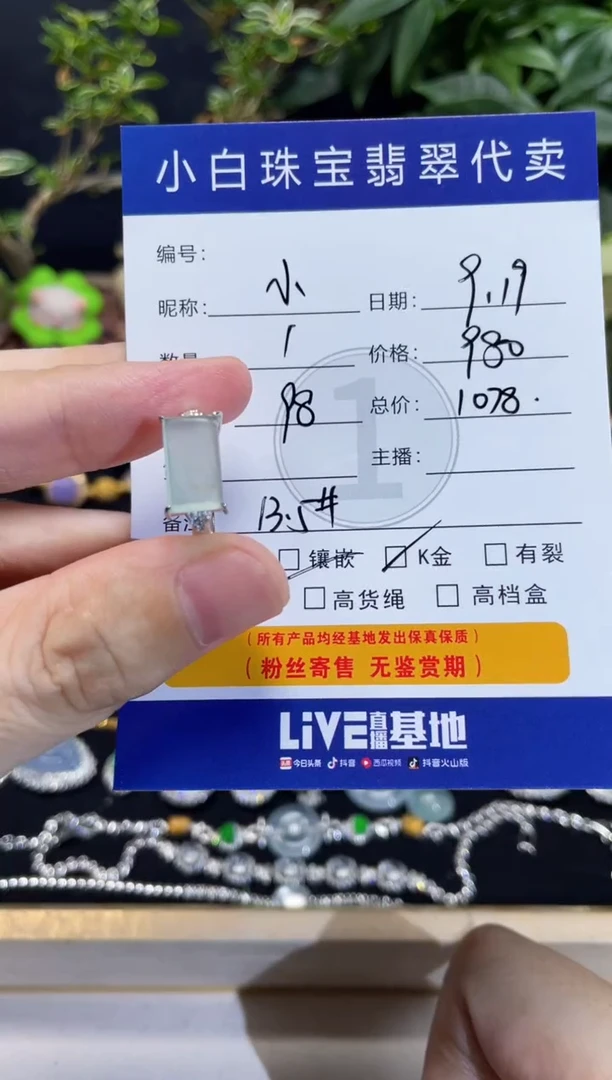 小白珠宝翡翠代卖
编号:
昵称: 小 日期: 9.19
数量 1 价格: 980
98 总价: 1078.
主播:
备注 13.5#
镶嵌 K金 有裂
高货绳 高档盒
(所有产品均经基地发出保真保质)
(粉丝寄售 无鉴赏期)
LiVE直播基地
头条 今日头条 抖音 西瓜视频 抖音火山版